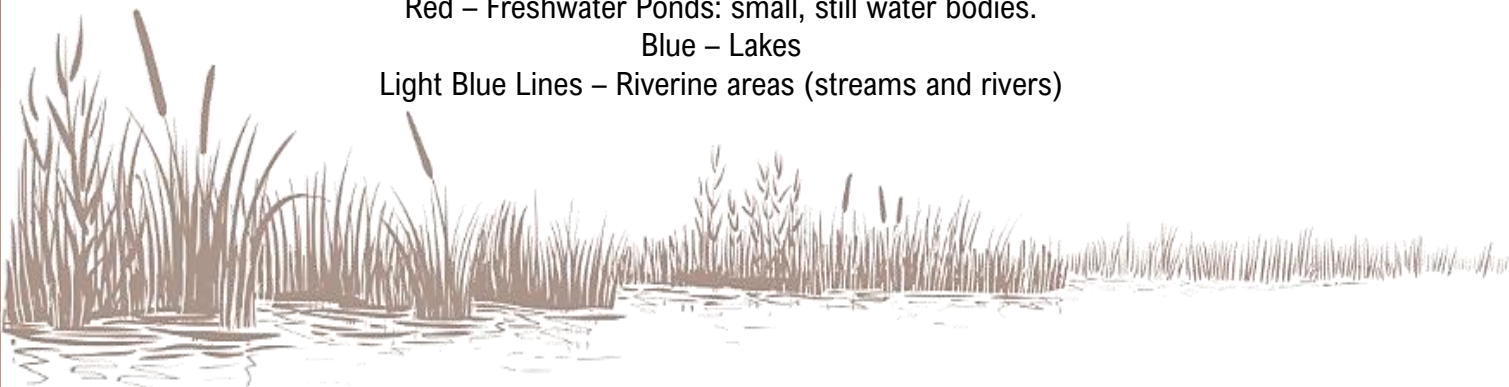 Red – Freshwater Ponds: small, still water bodies.
Blue – Lakes
Light Blue Lines – Riverine areas (streams and rivers)